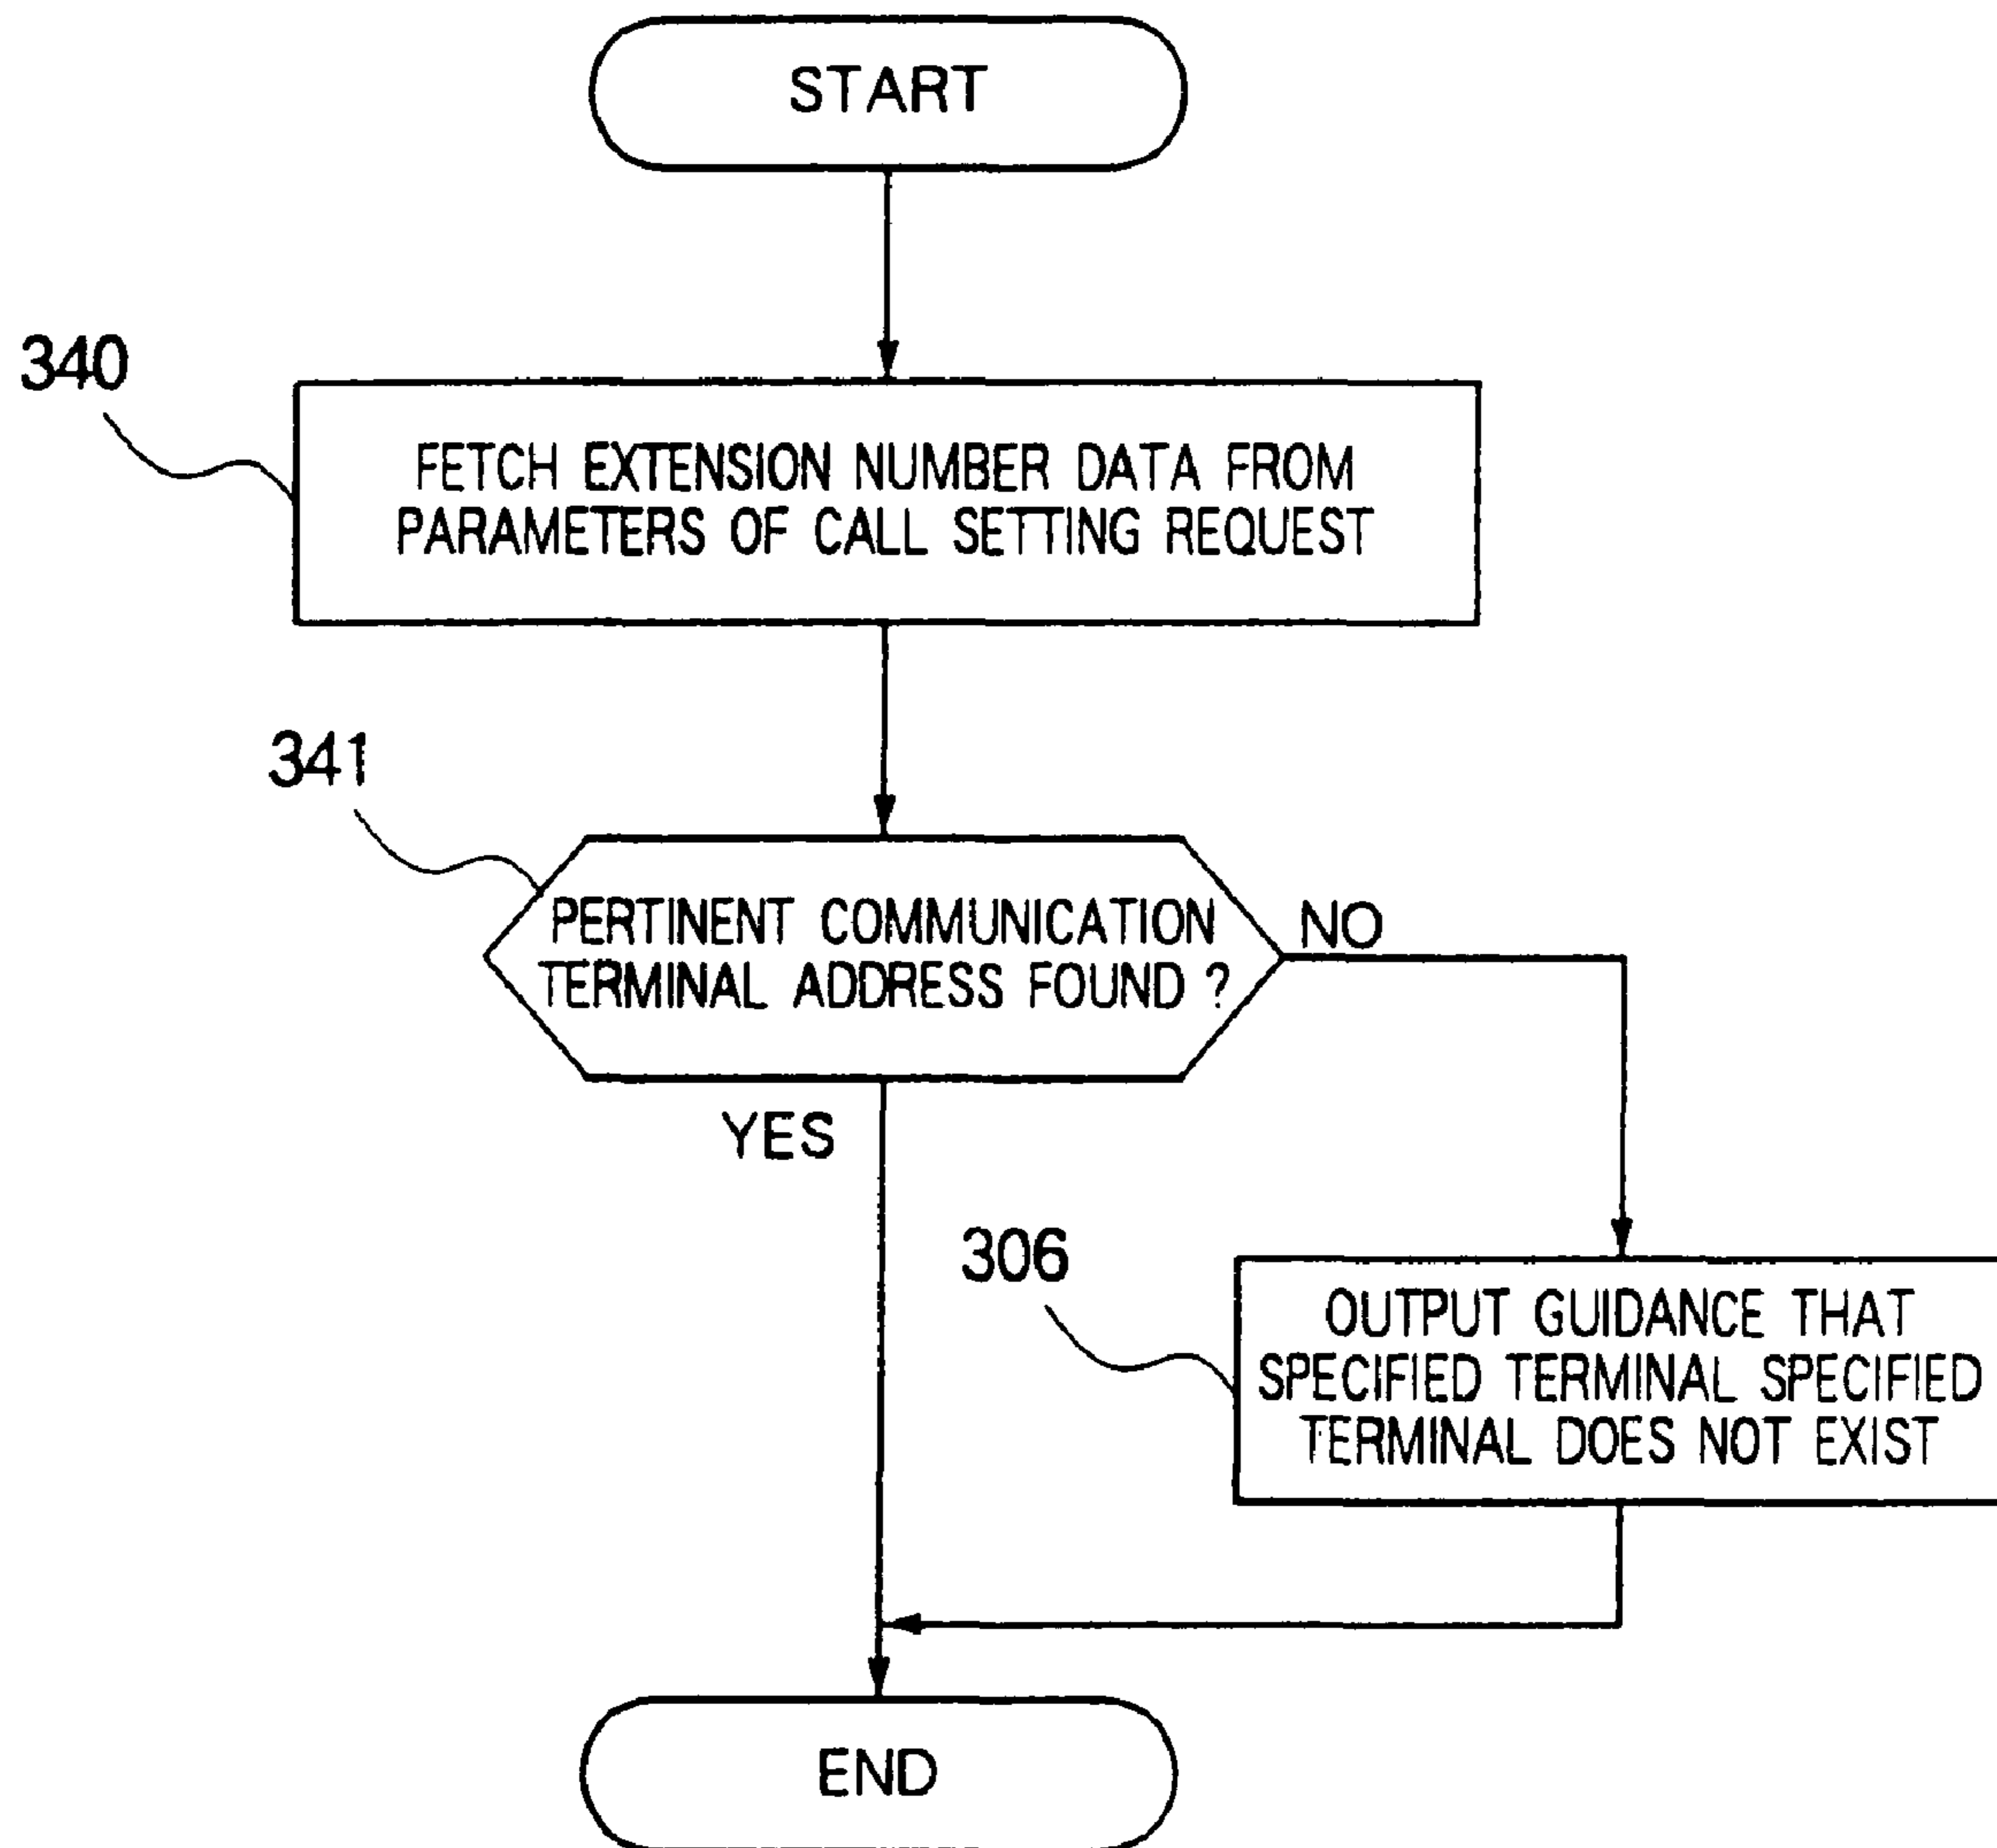 START
340
FETCH EXTENSION NUMBER DATA FROM
PARAMETERS OF CALL SETTING REQUEST
341
PERTINENT COMMUNICATION
TERMINAL ADDRESS FOUND ?
NO
YES
306
OUTPUT GUIDANCE THAT
SPECIFIED TERMINAL SPECIFIED
TERMINAL DOES NOT EXIST
END